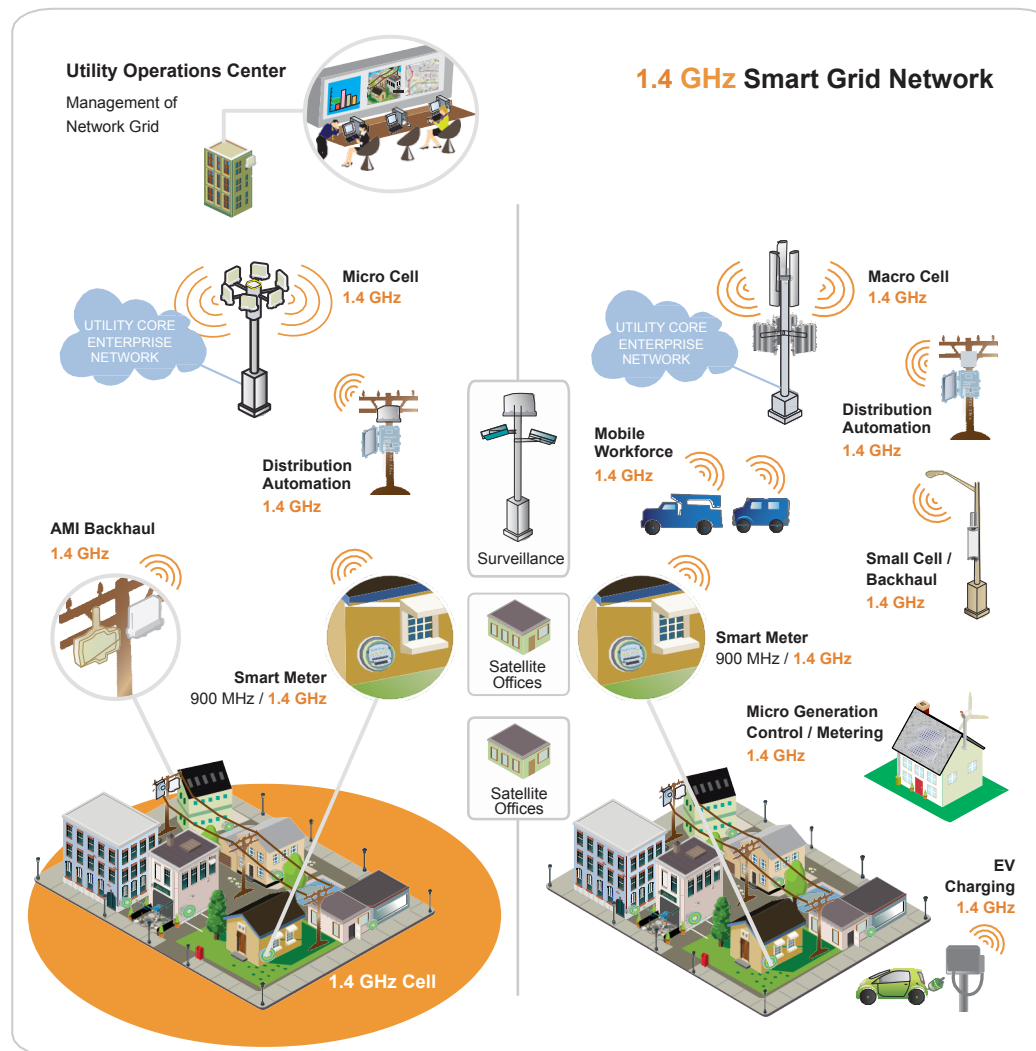 Utility Operations Center
Management of
Network Grid
1.4 GHz Smart Grid Network
Micro Cell
1.4 GHz
UTILITY CORE
ENTERPRISE
NETWORK
Distribution
Automation
1.4 GHz
AMI Backhaul
1.4 GHz
Smart Meter
900 MHz / 1.4 GHz
1.4 GHz Cell
Surveillance
Satellite
Offices
Satellite
Offices
Macro Cell
1.4 GHz
UTILITY CORE
ENTERPRISE
NETWORK
Distribution
Automation
1.4 GHz
Mobile
Workforce
1.4 GHz
Small Cell /
Backhaul
1.4 GHz
Smart Meter
900 MHz / 1.4 GHz
Micro Generation
Control / Metering
1.4 GHz
EV
Charging
1.4 GHz